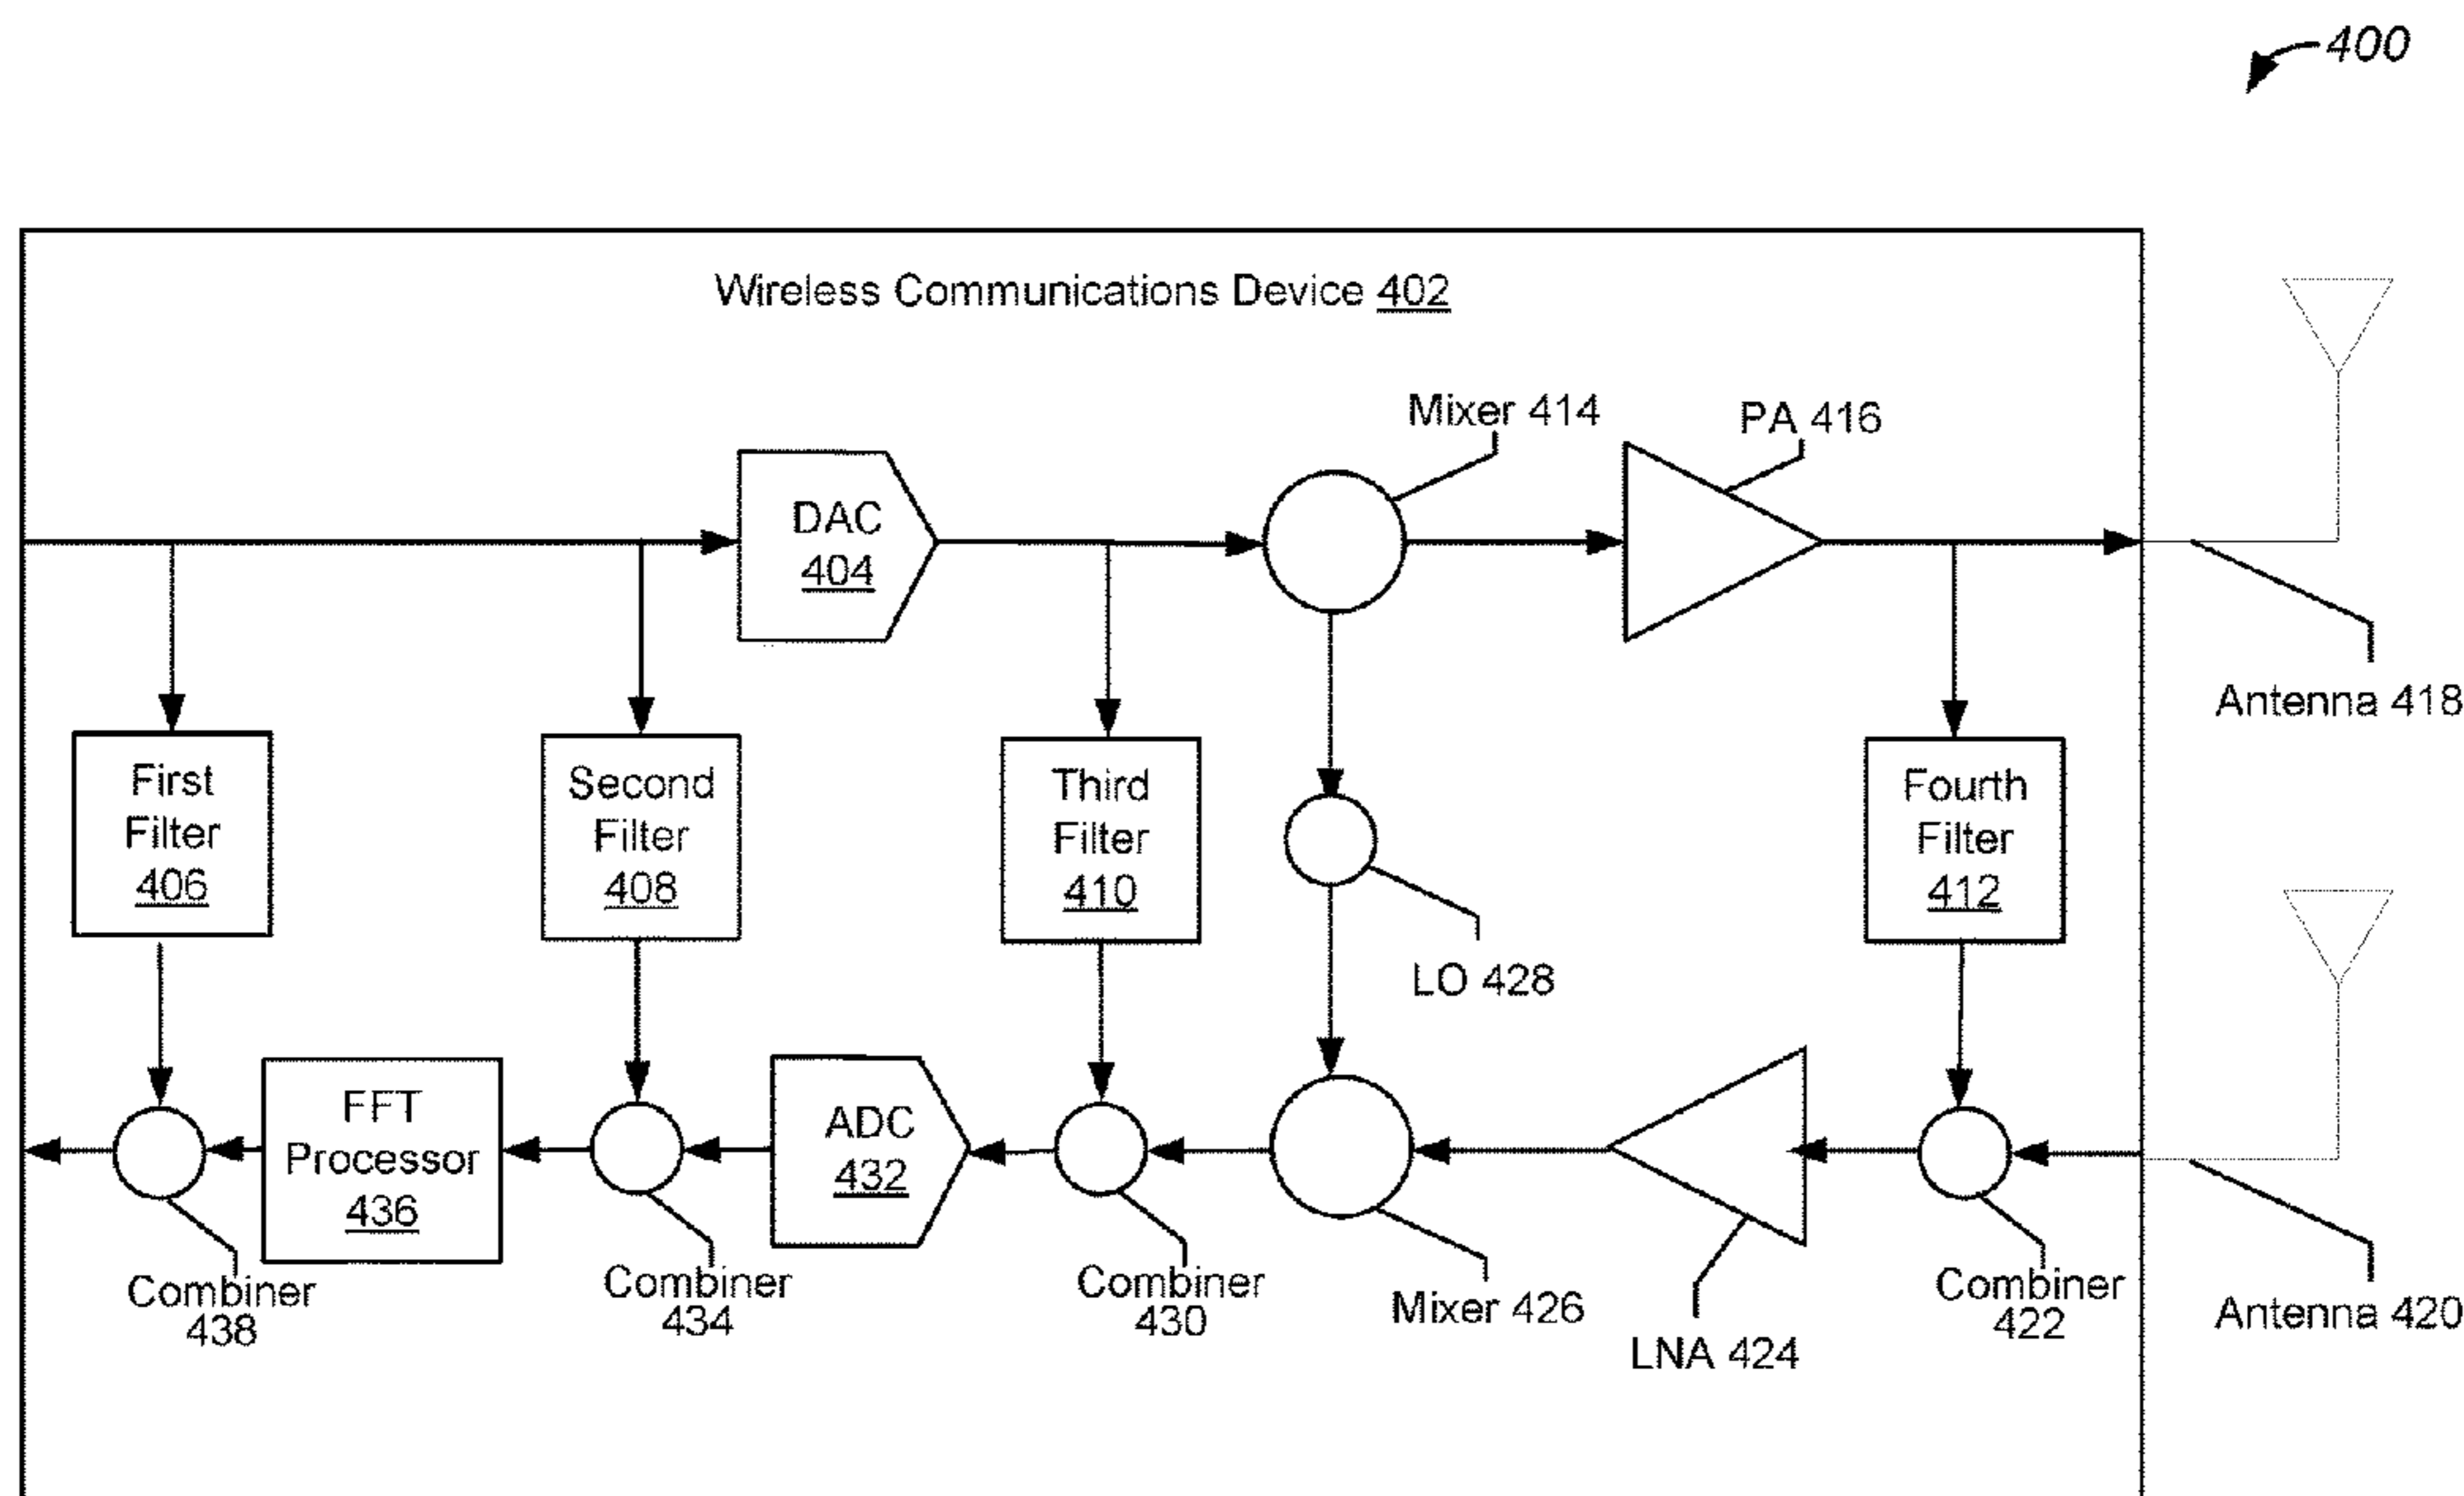 400
Wireless Communications Device 402
Mixer 414
PA 416
DAC
404
Antenna 418
First
Filter
406
Second
Filter
408
Third
Filter
410
Fourth
Filter
412
LO 428
FFT
Processor
436
ADC
432
Combiner
438
Combiner
434
Combiner
430
Mixer 426
LNA 424
Combiner
422
Antenna 420